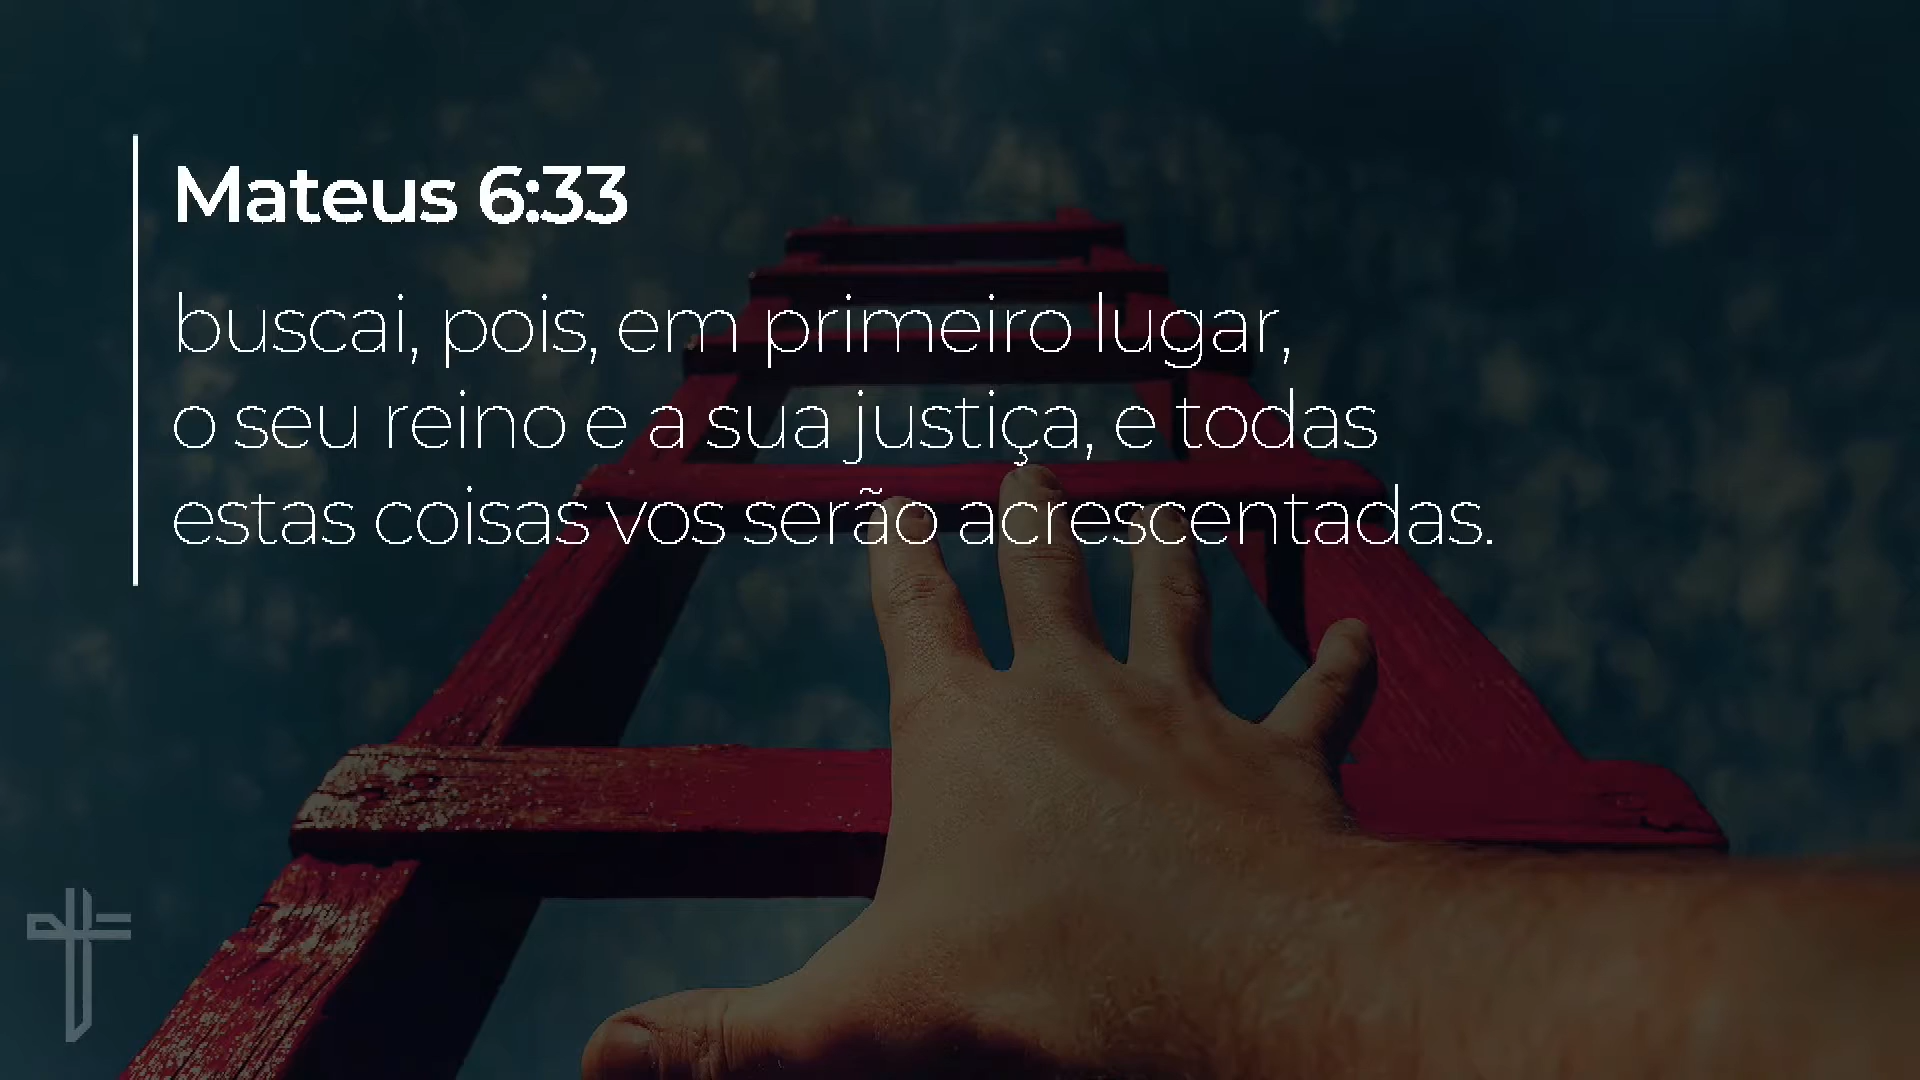 Mateus 6:33
buscai, pois, em primeiro lugar,
o seu reino e a sua justiça, e todas
estas coisas vos serão acrescentadas.